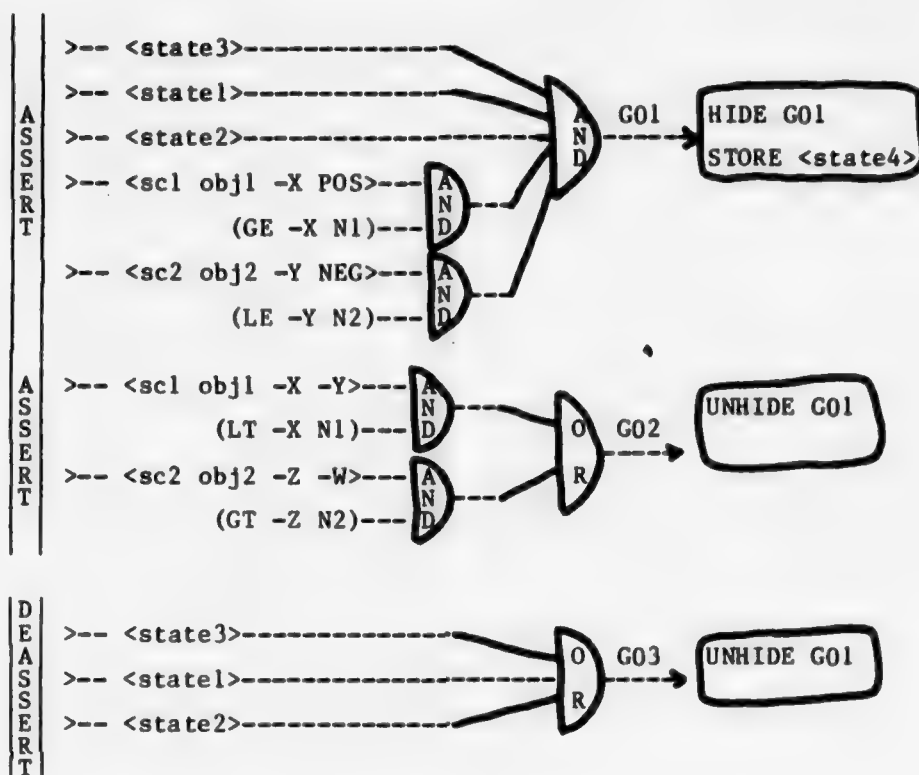 ASSERT
>-- <state3>
>-- <state1>
>-- <state2>
>-- <sc1 obj1 -X POS>
(GE -X N1)
>-- <sc2 obj2 -Y NEG>
(LE -Y N2)
AND
AND
AND
G01
HIDE G01
STORE <state4>
ASSERT
>-- <sc1 obj1 -X -Y>
(LT -X N1)
>-- <sc2 obj2 -Z -W>
(GT -Z N2)
AND
AND
OR
G02
UNHIDE G01
DEASSERT
>-- <state3>
>-- <state1>
>-- <state2>
OR
G03
UNHIDE G01